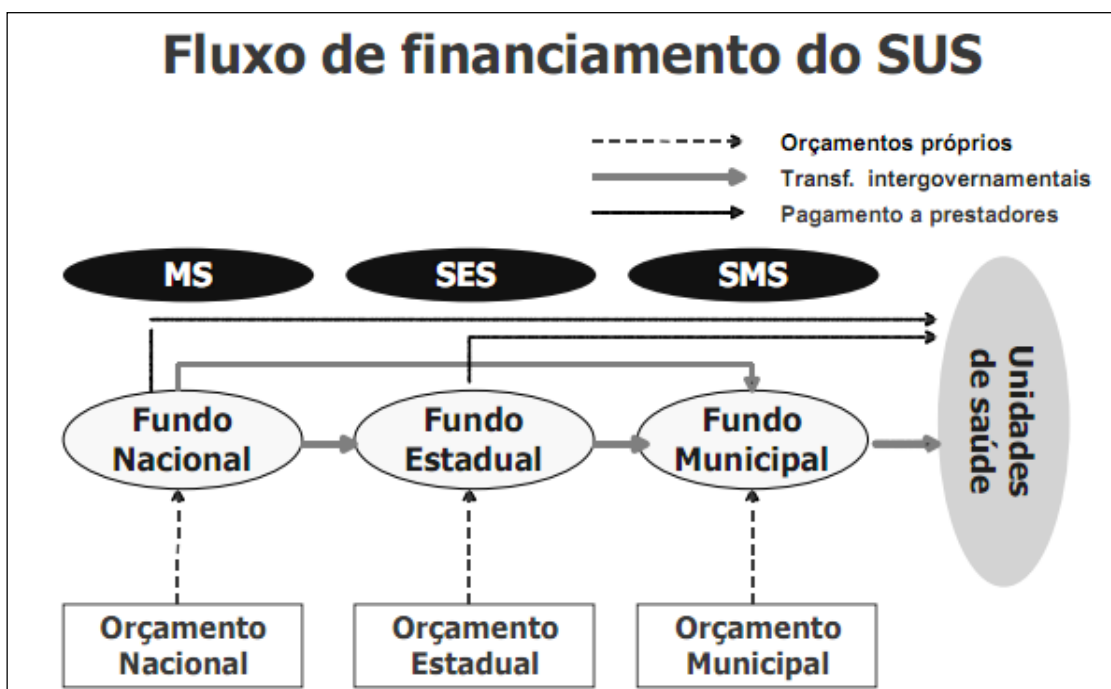 Fluxo de financiamento do SUS
Orçamentos próprios
Transf. intergovernamentais
Pagamento a prestadores
MS
SES
SMS
Fundo
Nacional
Fundo
Estadual
Fundo
Municipal
Unidades
de saúde
Orçamento
Nacional
Orçamento
Estadual
Orçamento
Municipal